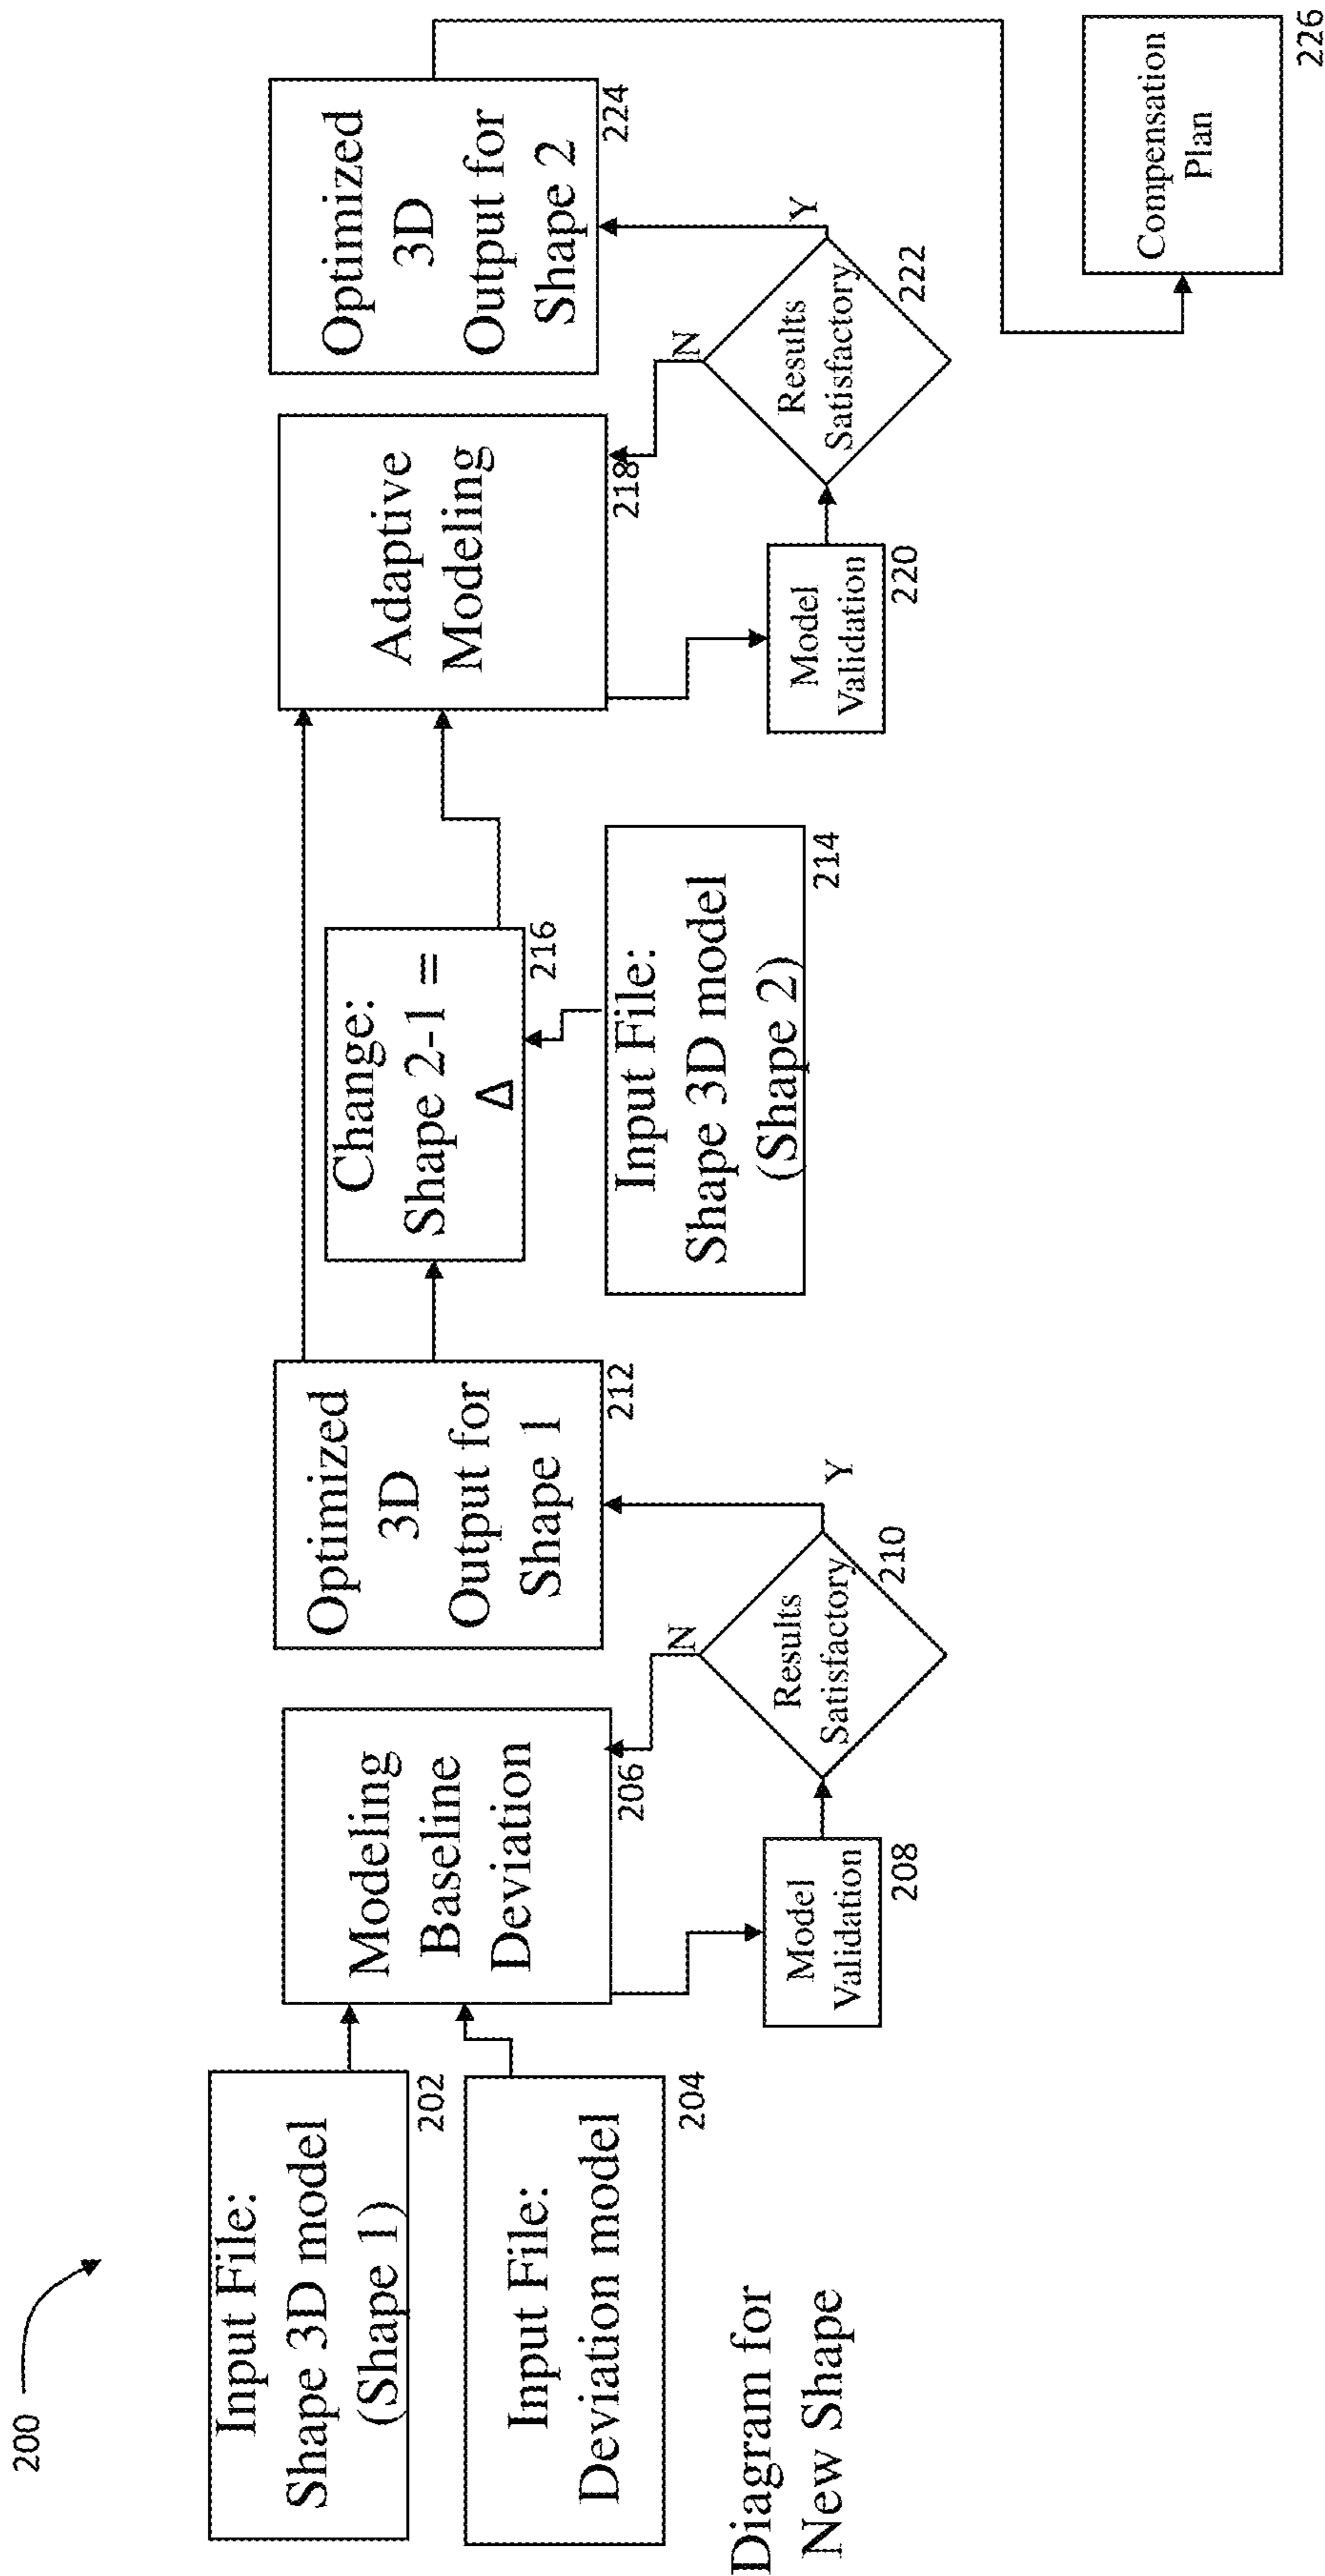 200
Input File:
Shape 3D model
(Shape 1)
202
Input File:
Deviation model
204
Diagram for
New Shape
Modeling
Baseline
Deviation
206
Model
Validation
208
Results
Satisfactory
210
N
Y
Optimized
3D
Output for
Shape 1
212
Change:
Shape 2-1 =
Δ
216
Input File:
Shape 3D model
(Shape 2)
214
Adaptive
Modeling
218
Model
Validation
220
Results
Satisfactory
222
N
Y
Optimized
3D
Output for
Shape 2
224
Compensation
Plan
226